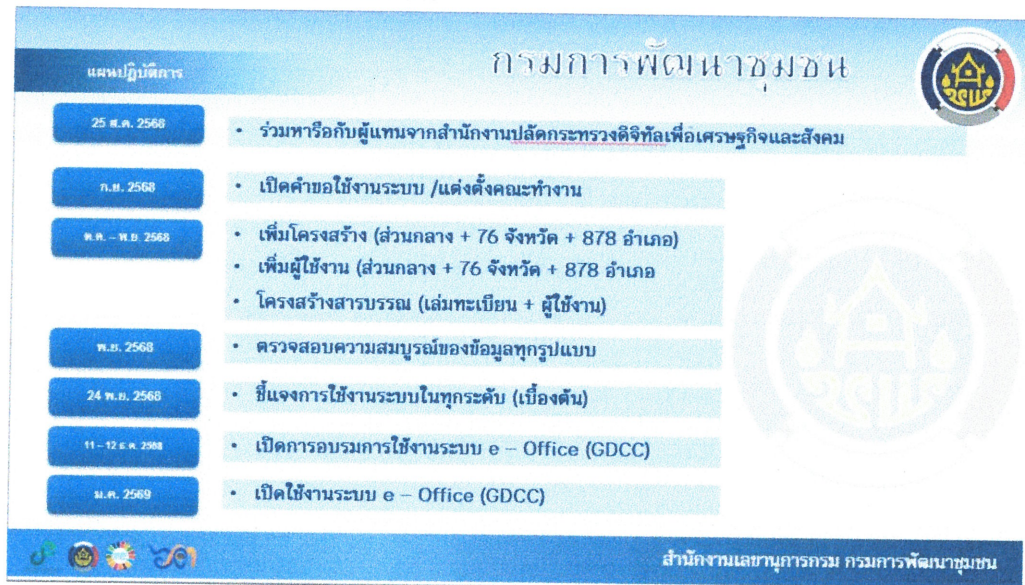 กรมการพัฒนาชุมชน
แผนปฏิบัติการ
25 ส.ค. 2568
• ร่วมหารือกับผู้แทนจากสำนักงานปลัดกระทรวงดิจิทัลเพื่อเศรษฐกิจและสังคม
ก.ย. 2568
• เปิดคำขอใช้งานระบบ /แต่งตั้งคณะทำงาน
ต.ค. – พ.ย. 2568
• เพิ่มโครงสร้าง (ส่วนกลาง + 76 จังหวัด + 878 อำเภอ)
• เพิ่มผู้ใช้งาน (ส่วนกลาง + 76 จังหวัด + 878 อำเภอ
• โครงสร้างสารบรรณ (เล่มทะเบียน + ผู้ใช้งาน)
พ.ย. 2568
• ตรวจสอบความสมบูรณ์ของข้อมูลทุกรูปแบบ
24 พ.ย. 2568
• ชี้แจงการใช้งานระบบในทุกระดับ (เบื้องต้น)
11 – 12 ธ.ค. 2568
• เปิดการอบรมการใช้งานระบบ e – Office (GDCC)
ม.ค. 2569
• เปิดใช้งานระบบ e – Office (GDCC)
สำนักงานเลขานุการกรม กรมการพัฒนาชุมชน